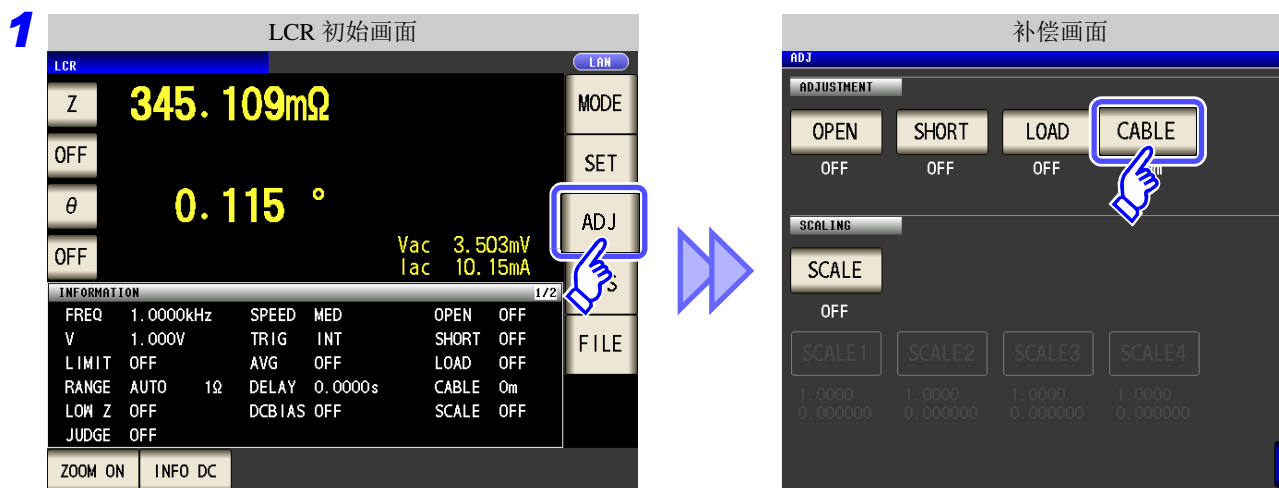 1
LCR 初始画面
LCR
LAN
Z
345.109mΩ
MODE
OFF
SET
θ
0.115 °
ADJ
OFF
Vac 3.503mV
Iac 10.15mA
INFORMATION
1/2
FREQ 1.0000kHz SPEED MED OPEN OFF
V 1.000V TRIG INT SHORT OFF
LIMIT OFF AVG OFF LOAD OFF
RANGE AUTO 1Ω DELAY 0.0000s CABLE 0m
LOW Z OFF DCBIAS OFF SCALE OFF
JUDGE OFF
FILE
ZOOM ON INFO DC
补偿画面
ADJ
ADJUSTMENT
OPEN SHORT LOAD CABLE
OFF OFF OFF
SCALING
SCALE
OFF
SCALE1 SCALE2 SCALE3 SCALE4
1.0000 1.0000 1.0000 1.0000
0.000000 0.000000 0.000000 0.000000